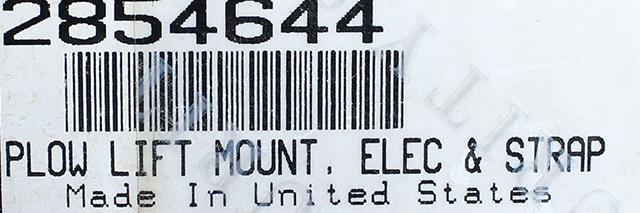 2854644
PLOW LIFT MOUNT, ELEC & STRAP
Made In United States